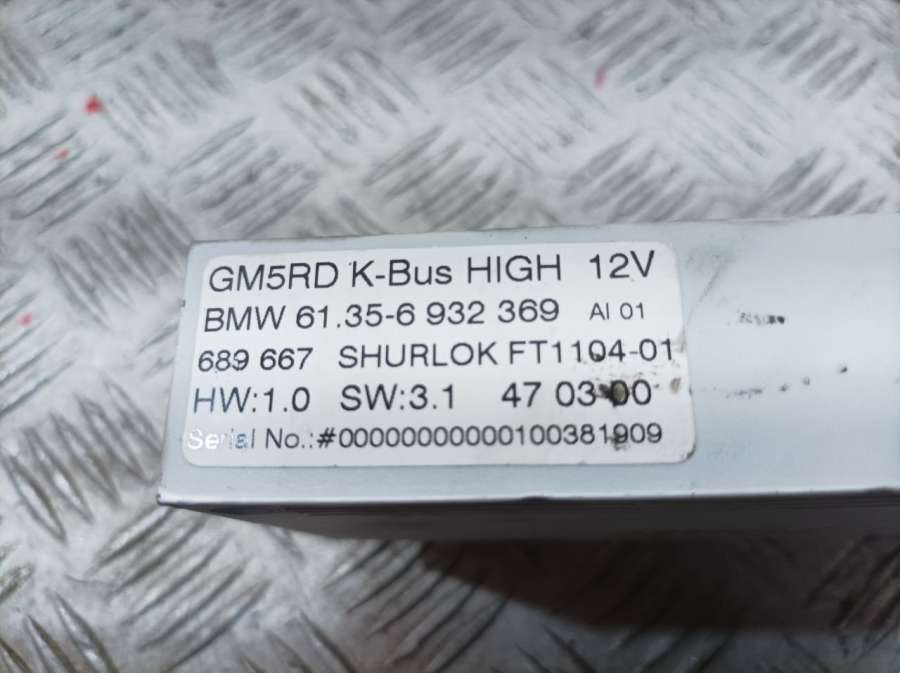 GM5RD K-Bus HIGH 12V
BMW 61.35-6 932 369 AI 01
689 667 SHURLOK FT1104-01
HW:1.0 SW:3.1 47 03 00
Serial No.:#00000000000100381909